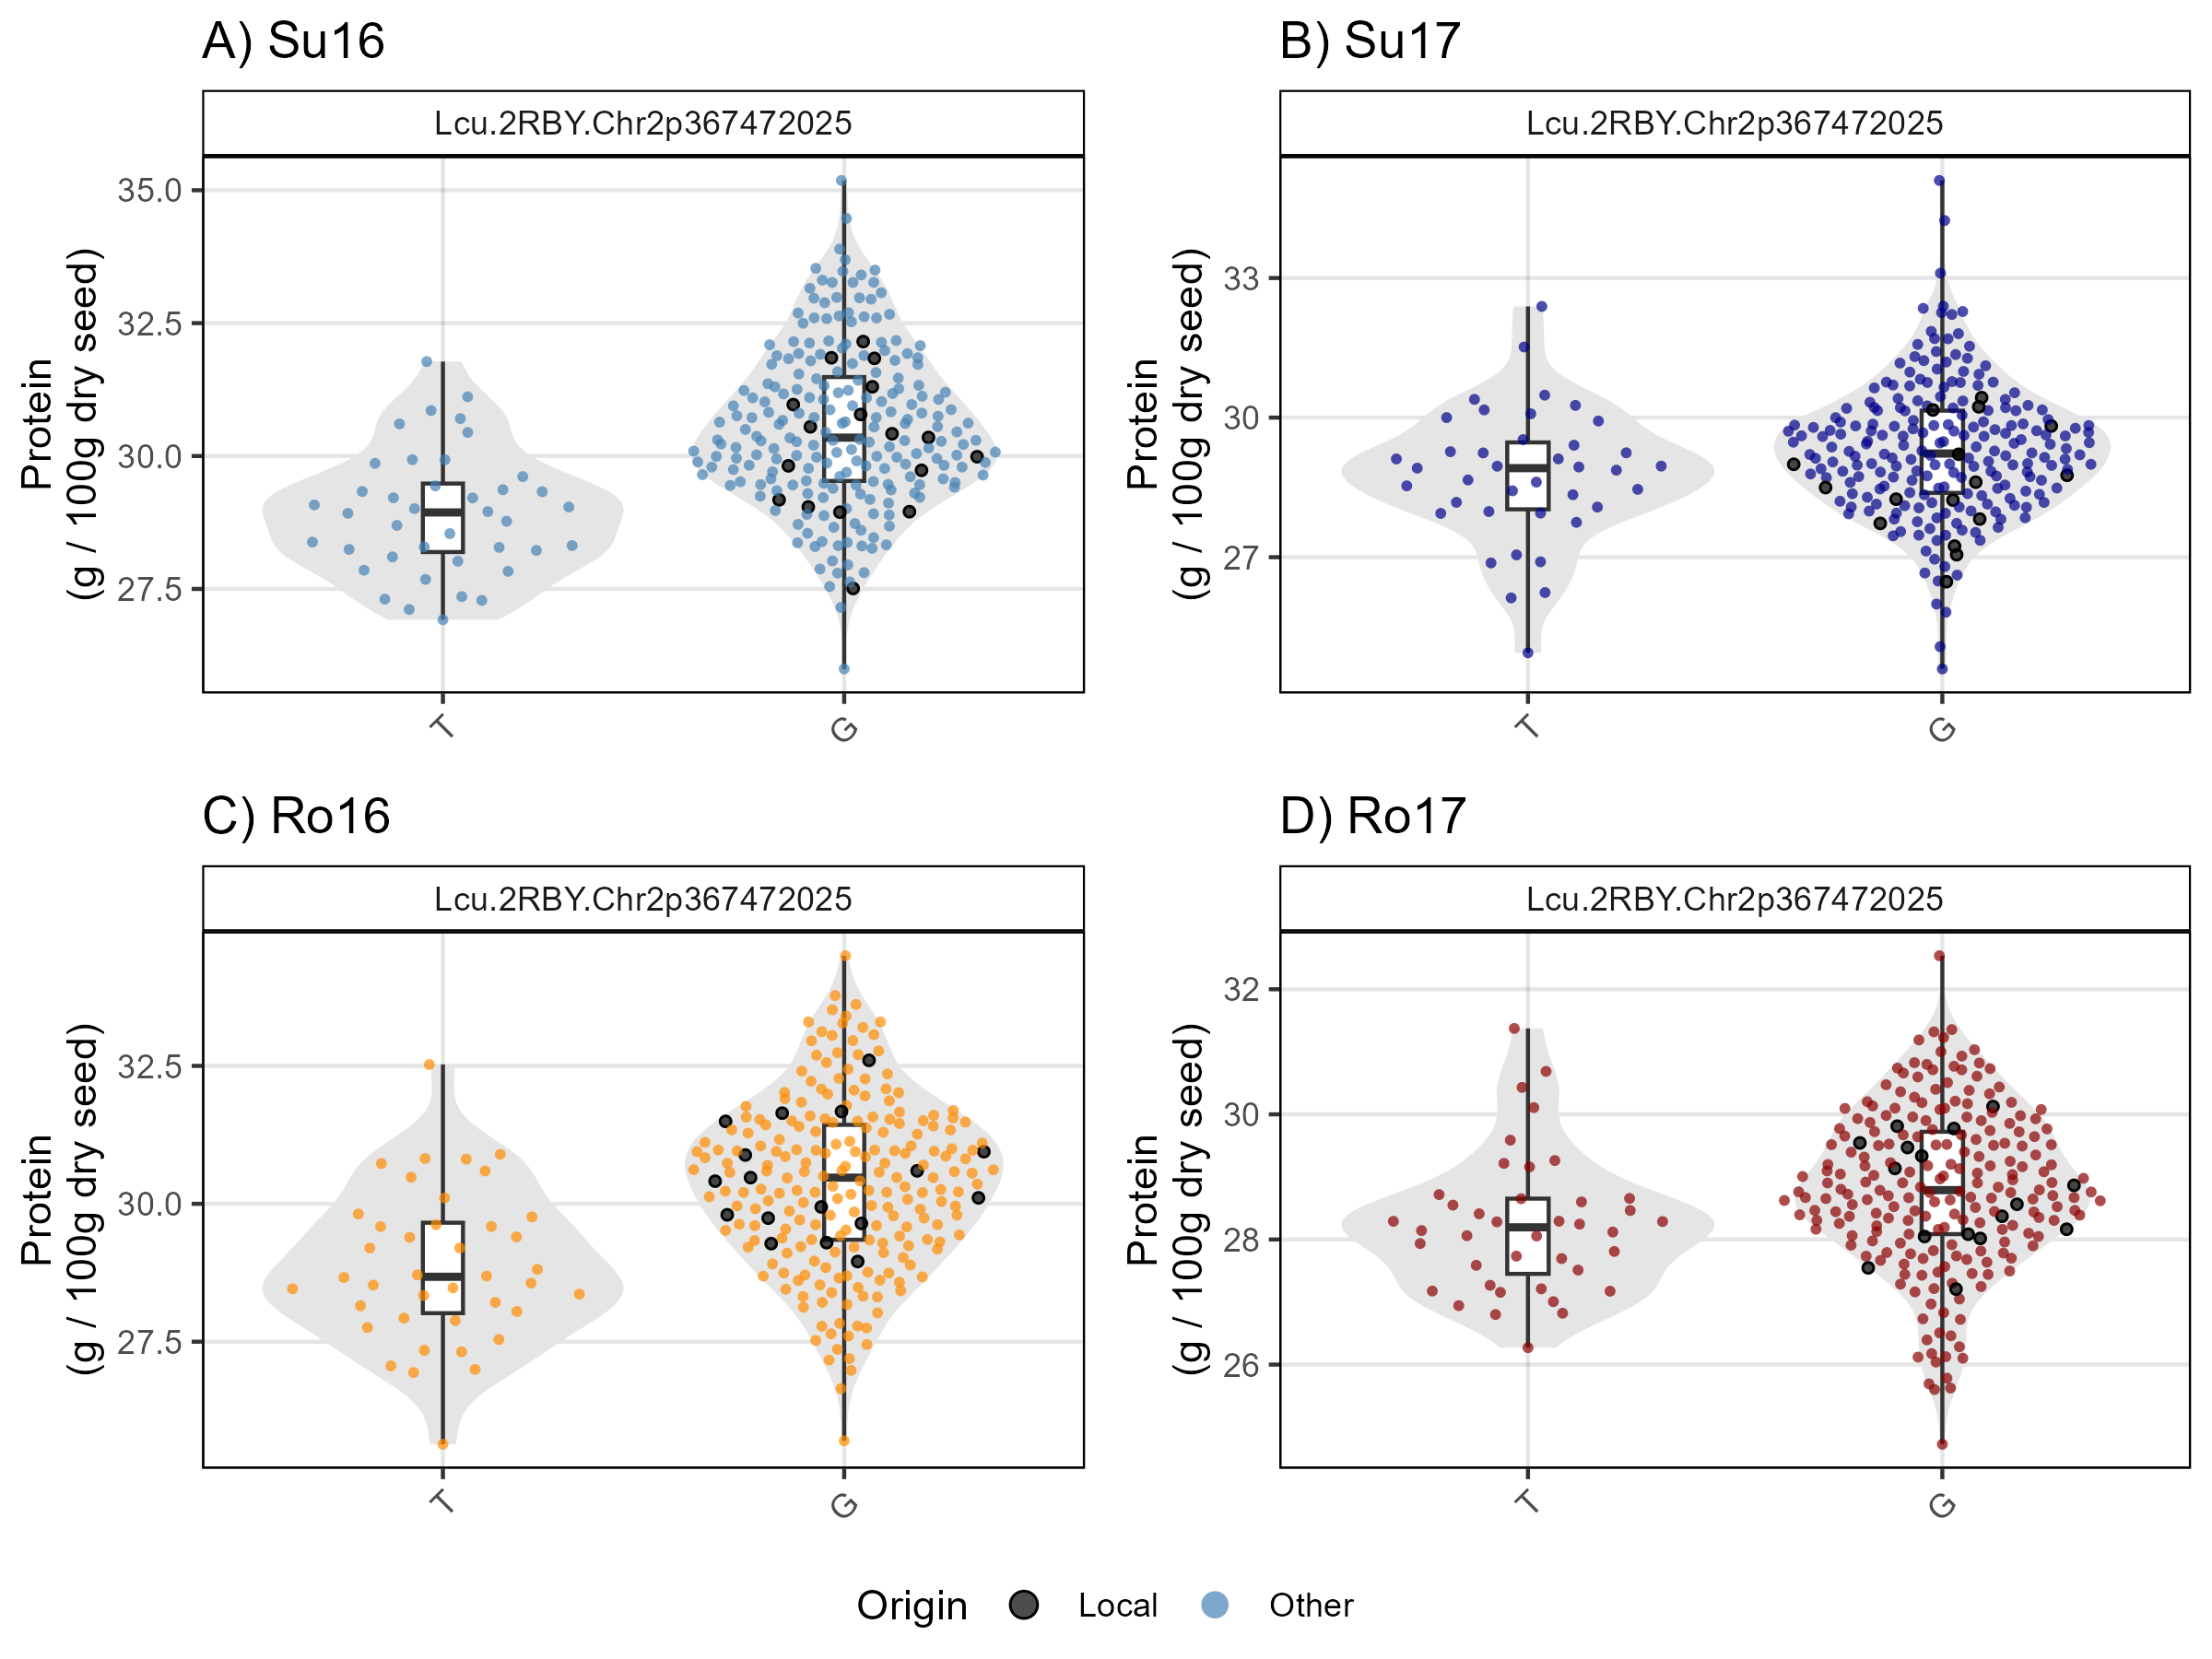 A) Su16
Lcu.2RBY.Chr2p367472025
Protein
(g / 100g dry seed)
35.0
32.5
30.0
27.5
T
G
B) Su17
Lcu.2RBY.Chr2p367472025
Protein
(g / 100g dry seed)
33
30
27
T
G
C) Ro16
Lcu.2RBY.Chr2p367472025
Protein
(g / 100g dry seed)
32.5
30.0
27.5
T
G
D) Ro17
Lcu.2RBY.Chr2p367472025
Protein
(g / 100g dry seed)
32
30
28
26
T
G
Origin Local Other